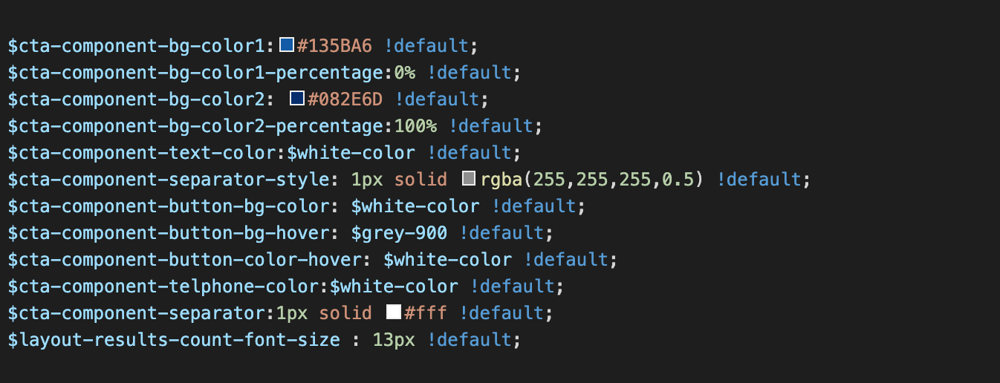 $cta-component-bg-color1:#135BA6 !default;
$cta-component-bg-color1-percentage:0% !default;
$cta-component-bg-color2: #082E6D !default;
$cta-component-bg-color2-percentage:100% !default;
$cta-component-text-color:$white-color !default;
$cta-component-separator-style: 1px solid rgba(255,255,255,0.5) !default;
$cta-component-button-bg-color: $white-color !default;
$cta-component-button-bg-hover: $grey-900 !default;
$cta-component-button-color-hover: $white-color !default;
$cta-component-telphone-color:$white-color !default;
$cta-component-separator:1px solid #fff !default;
$layout-results-count-font-size : 13px !default;